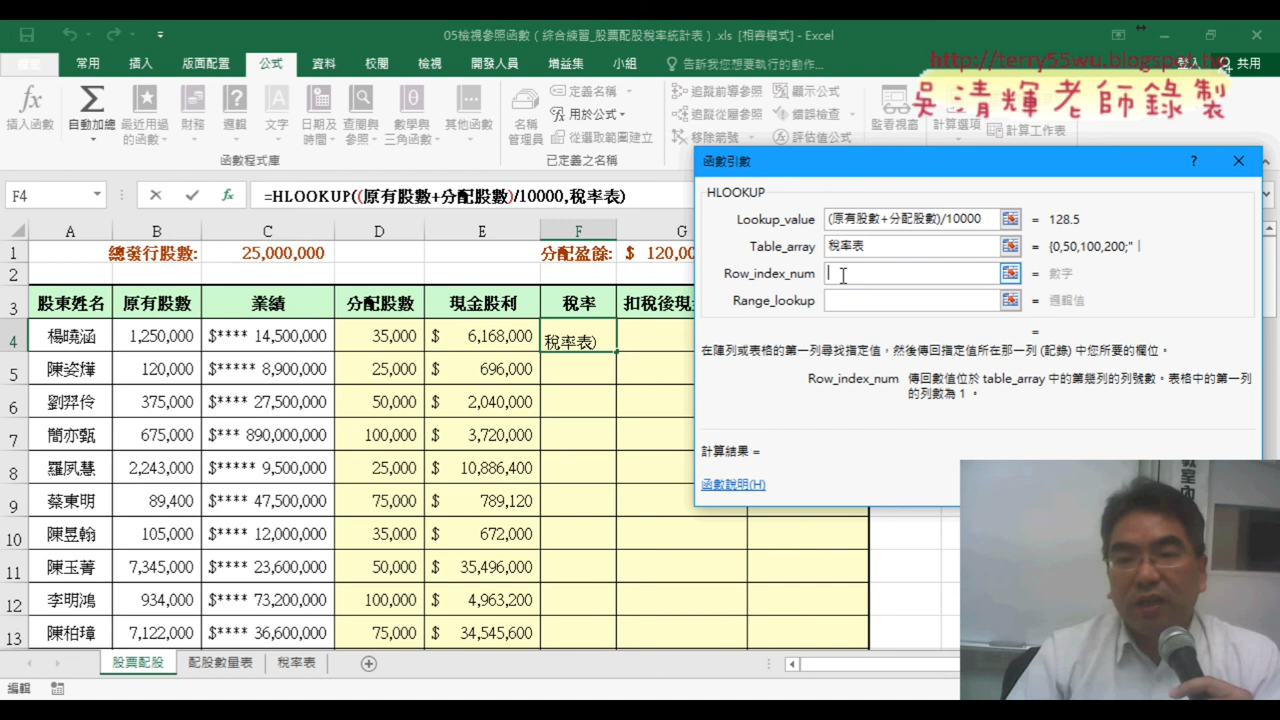 05檢視參照函數（綜合練習_股票配股稅率統計表）.xls [相容模式] - Excel
http://terry55wu.blogspot.tw
吳清輝老師錄製
常用 插入 版面配置 公式 資料 校閱 檢視 開發人員 增益集 小組 告訴我您想要執行的動作... 登入 共用
插入函數 自動加總 最近用過的函數 財務 邏輯 文字 日期及時間 查閱與參照 數學與三角函數 其他函數
名稱管理員 定義名稱 用於公式 從選取範圍建立
追蹤前導參照 追蹤從屬參照 移除箭號 顯示公式 錯誤檢查 評估值公式 監看視窗 計算選項 計算工作表
函數程式庫 已定義之名稱
F4 =HLOOKUP((原有股數+分配股數)/10000,稅率表)
A B C D E F G
1 總發行股數: 25,000,000 分配盈餘: $ 120,0
2
3 股東姓名 原有股數 業績 分配股數 現金股利 稅率 扣稅後現
4 楊曉涵 1,250,000 $**** 14,500,000 35,000 $ 6,168,000 稅率表)
5 陳姿燁 120,000 $***** 8,900,000 25,000 $ 696,000
6 劉羿伶 375,000 $**** 27,500,000 50,000 $ 2,040,000
7 簡亦甄 675,000 $*** 890,000,000 100,000 $ 3,720,000
8 羅夙慧 2,243,000 $***** 9,500,000 25,000 $ 10,886,400
9 蔡東明 89,400 $**** 47,500,000 75,000 $ 789,120
10 陳昱翰 105,000 $**** 12,000,000 35,000 $ 672,000
11 陳玉菁 7,345,000 $**** 23,600,000 50,000 $ 35,496,000
12 李明鴻 934,000 $**** 73,200,000 100,000 $ 4,963,200
13 陳柏璋 7,122,000 $**** 36,600,000 75,000 $ 34,545,600
股票配股 配股數量表 稅率表
編輯
函數引數 ? ×
HLOOKUP
Lookup_value (原有股數+分配股數)/10000 = 128.5
Table_array 稅率表 = {0,50,100,200;"
Row_index_num = 數字
Range_lookup = 邏輯值
=
在陣列或表格的第一列尋找指定值，然後傳回指定值所在那一列 (記錄) 中您所要的欄位。
Row_index_num 傳回數值位於 table_array 中的第幾列的列號數。表格中的第一列
的列數為 1 。
計算結果 =
函數說明(H)
教室內